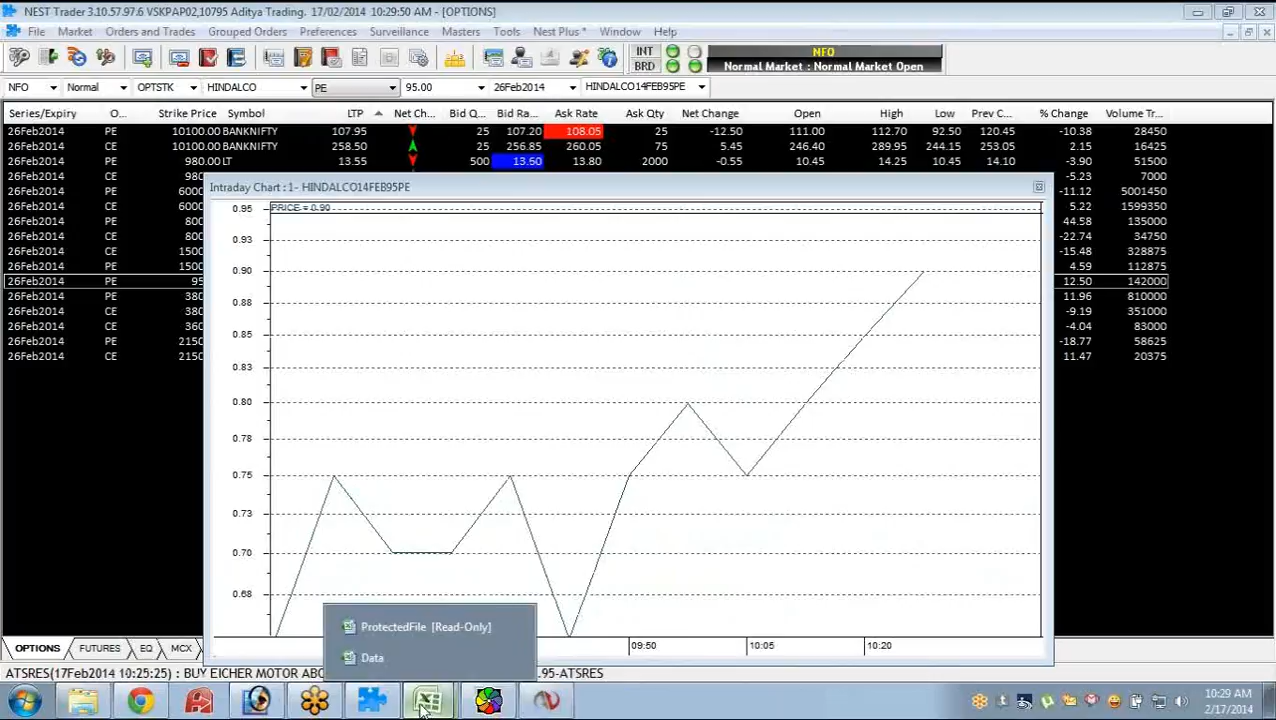 NEST Trader 3.10.57.97.6 VSKPAP02,10795 Aditya Trading. 17/02/2014 - 10:29:50 AM - [OPTIONS]
File Market Orders and Trades Grouped Orders Preferences Surveillance Masters Tools Nest Plus+ Window Help
INT
BRD
NFO
Normal Market : Normal Market Open
NFO Normal OPTSTK HINDALCO PE 95.00 26Feb2014 HINDALCO14FEB95PE
Series/Expiry O... Strike Price Symbol LTP Net Ch... Bid Q... Bid Ra... Ask Rate Ask Qty Net Change Open High Low Prev C... % Change Volume Tr...
26Feb2014 PE 10100.00 BANKNIFTY 107.95 25 107.20 108.05 25 -12.50 111.00 112.70 92.50 120.45 -10.38 28450
26Feb2014 CE 10100.00 BANKNIFTY 258.50 25 256.85 260.05 75 5.45 246.40 289.95 244.15 253.05 2.15 16425
26Feb2014 PE 980.00 LT 13.55 500 13.50 13.80 2000 -0.55 10.45 14.25 10.45 14.10 -3.90 51500
26Feb2014 CE 980 -5.23 7000
26Feb2014 PE 6000 -11.12 5001450
26Feb2014 CE 6000 5.22 1599350
26Feb2014 PE 800 44.58 135000
26Feb2014 CE 800 -22.74 34750
26Feb2014 CE 1500 -15.48 328875
26Feb2014 PE 1500 4.59 112875
26Feb2014 PE 95 12.50 142000
26Feb2014 PE 380 11.96 810000
26Feb2014 CE 380 -9.19 351000
26Feb2014 CE 360 -4.04 83000
26Feb2014 PE 2150 -18.77 58625
26Feb2014 CE 2150 11.47 20375
Intraday Chart : 1- HINDALCO14FEB95PE
PRICE = 0.90
0.95
0.93
0.90
0.88
0.85
0.83
0.80
0.78
0.75
0.73
0.70
0.68
09:50 10:05 10:20
ProtectedFile [Read-Only]
Data
OPTIONS FUTURES EQ MCX
ATSRES(17Feb2014 10:25:25) : BUY EICHER MOTOR ABO .95-ATSRES
10:29 AM
2/17/2014